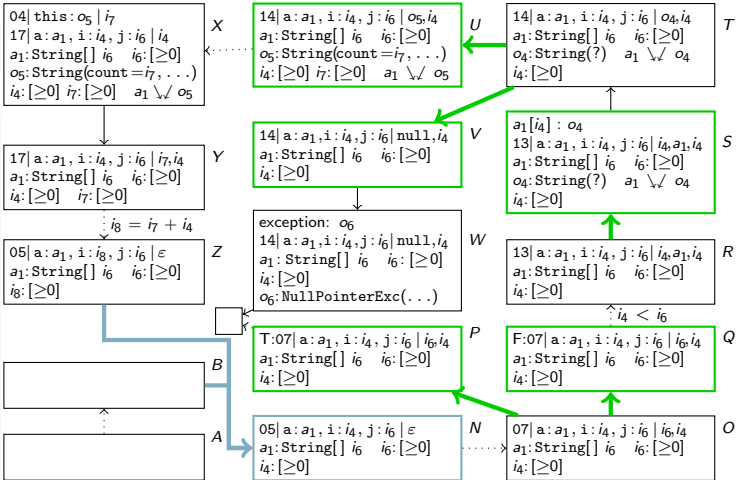 04| this: o₅ | i₇
17| a: a₁, i: i₄, j: i₆ | i₄
a₁: String[] i₆ i₆: [≥0]
o₅: String(count=i₇, ...)
i₄: [≥0] i₇: [≥0] a₁ ↘↙ o₅
X
14| a: a₁, i: i₄, j: i₆ | o₅,i₄
a₁: String[] i₆ i₆: [≥0]
o₅: String(count=i₇, ...)
i₄: [≥0] i₇: [≥0] a₁ ↘↙ o₅
U
14| a: a₁, i: i₄, j: i₆ | o₄,i₄
a₁: String[] i₆ i₆: [≥0]
o₄: String(?) a₁ ↘↙ o₄
i₄: [≥0]
T
17| a: a₁, i: i₄, j: i₆ | i₇,i₄
a₁: String[] i₆ i₆: [≥0]
i₄: [≥0] i₇: [≥0]
Y
14| a: a₁,i: i₄, j: i₆ | null,i₄
a₁: String[] i₆ i₆: [≥0]
i₄: [≥0]
V
a₁[i₄] : o₄
13| a: a₁, i: i₄, j: i₆ | i₄,a₁,i₄
a₁: String[] i₆ i₆: [≥0]
o₄: String(?) a₁ ↘↙ o₄
i₄: [≥0]
S
i₈ = i₇ + i₄
05| a: a₁, i: i₈, j: i₆ | ε
a₁: String[] i₆ i₆: [≥0]
i₈: [≥0]
Z
exception: o₆
14| a: a₁,i: i₄, j: i₆ | null,i₄
a₁: String[] i₆ i₆: [≥0]
i₄: [≥0]
o₆: NullPointerExc(...)
W
13| a: a₁, i: i₄, j: i₆ | i₄,a₁,i₄
a₁: String[] i₆ i₆: [≥0]
i₄: [≥0]
R
i₄ < i₆
T:07| a: a₁, i: i₄, j: i₆ | i₆,i₄
a₁: String[] i₆ i₆: [≥0]
i₄: [≥0]
P
F:07| a: a₁, i: i₄, j: i₆ | i₆,i₄
a₁: String[] i₆ i₆: [≥0]
i₄: [≥0]
Q
B
A
05| a: a₁, i: i₄, j: i₆ | ε
a₁: String[] i₆ i₆: [≥0]
i₄: [≥0]
N
07| a: a₁, i: i₄, j: i₆ | i₆,i₄
a₁: String[] i₆ i₆: [≥0]
i₄: [≥0]
O